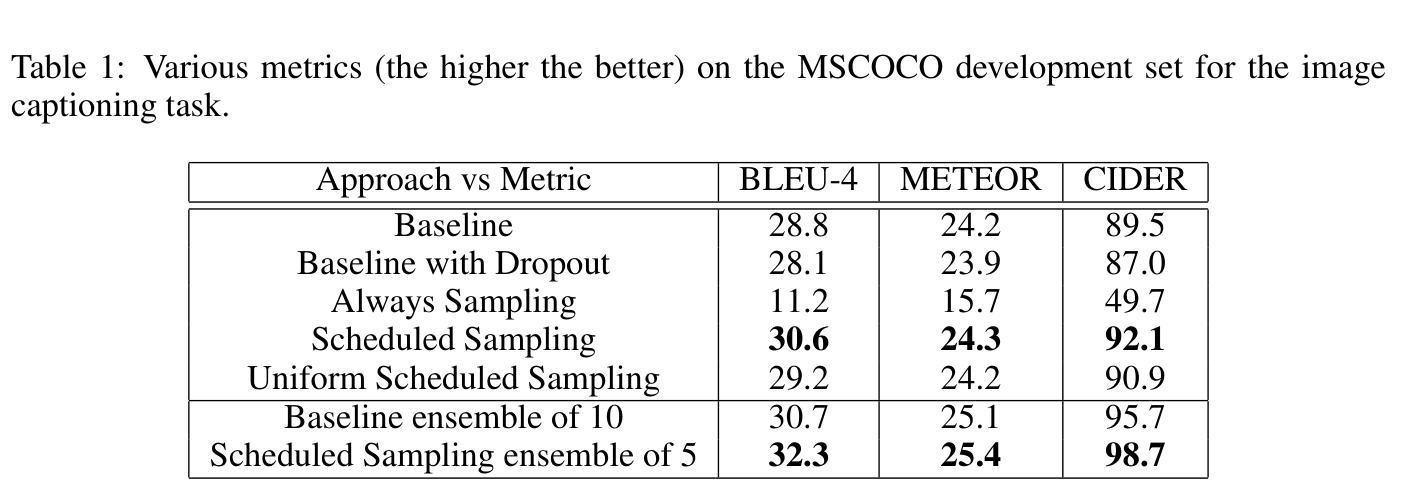 Table 1: Various metrics (the higher the better) on the MSCOCO development set for the image
captioning task.
Approach vs Metric BLEU-4 METEOR CIDER
Baseline 28.8 24.2 89.5
Baseline with Dropout 28.1 23.9 87.0
Always Sampling 11.2 15.7 49.7
Scheduled Sampling 30.6 24.3 92.1
Uniform Scheduled Sampling 29.2 24.2 90.9
Baseline ensemble of 10 30.7 25.1 95.7
Scheduled Sampling ensemble of 5 32.3 25.4 98.7